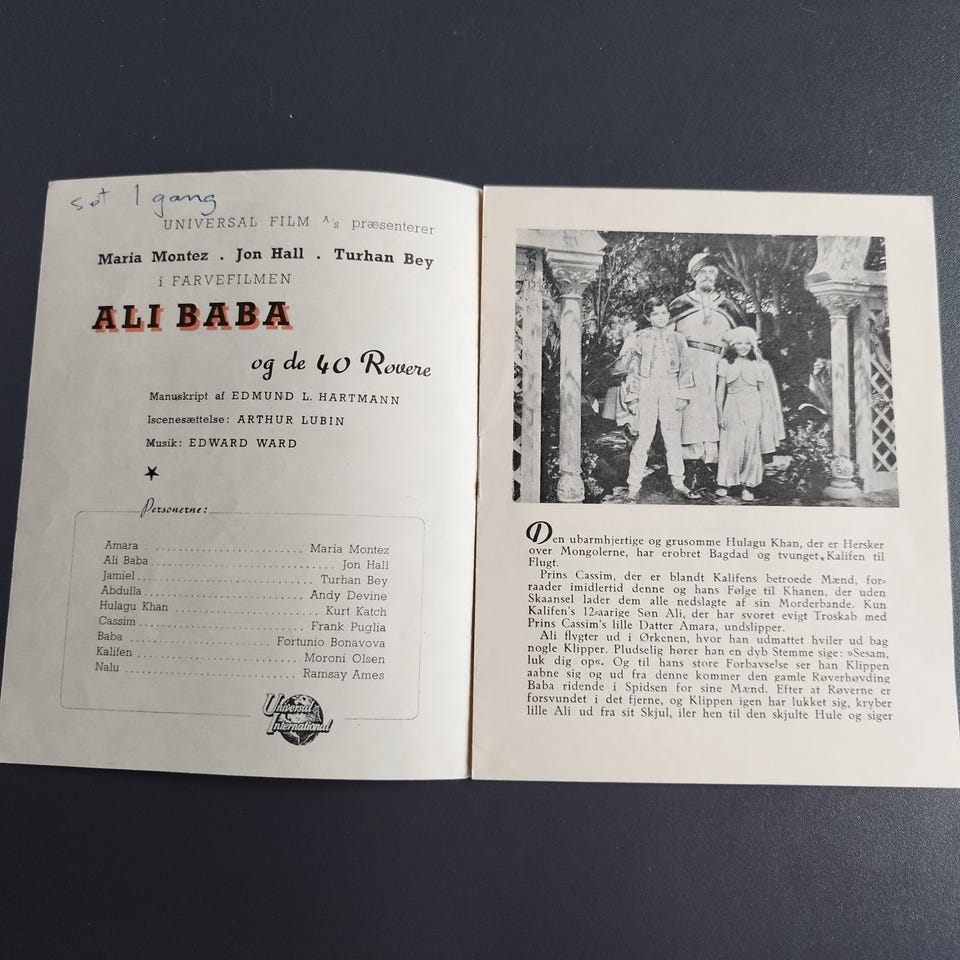 set 1 gang
UNIVERSAL FILM A's præsenterer
Maria Montez . Jon Hall . Turhan Bey
i FARVEFILMEN
ALI BABA
og de 40 Røvere
Manuskript af EDMUND L. HARTMANN
Iscenesættelse: ARTHUR LUBIN
Musik: EDWARD WARD
Personerne:
Amara . . . . . . . . . . . . . . . . . . . . . . . . Maria Montez
Ali Baba . . . . . . . . . . . . . . . . . . . . . . . . . . . . Jon Hall
Jamiel . . . . . . . . . . . . . . . . . . . . . . . . . . . Turhan Bey
Abdulla . . . . . . . . . . . . . . . . . . . . . . . . . Andy Devine
Hulagu Khan . . . . . . . . . . . . . . . . . . . . . . Kurt Katch
Cassim . . . . . . . . . . . . . . . . . . . . . . . . . Frank Puglia
Baba . . . . . . . . . . . . . . . . . . . . . Fortunio Bonavova
Kalifen . . . . . . . . . . . . . . . . . . . . . . . . Moroni Olsen
Nalu . . . . . . . . . . . . . . . . . . . . . . . . . . Ramsay Ames
Universal
International
Den ubarmhjertige og grusomme Hulagu Khan, der er Hersker
over Mongolerne, har erobret Bagdad og tvunget Kalifen til
Flugt.
Prins Cassim, der er blandt Kalifens betroede Mænd, for-
raader imidlertid denne og hans Følge til Khanen, der uden
Skaansel lader dem alle nedslagte af sin Morderbande. Kun
Kalifen's 12-aarige Søn Ali, der har svoret evigt Troskab med
Prins Cassim's lille Datter Amara, undslipper.
Ali flygter ud i Ørkenen, hvor han udmattet hviler ud bag
nogle Klipper. Pludselig hører han en dyb Stemme sige: »Sesam,
luk dig op«. Og til hans store Forbavselse ser han Klippen
aabne sig og ud fra denne kommer den gamle Røverhøvding
Baba ridende i Spidsen for sine Mænd. Efter at Røverne er
forsvundet i det fjerne, og Klippen igen har lukket sig, kryber
lille Ali ud fra sit Skjul, iler hen til den skjulte Hule og siger